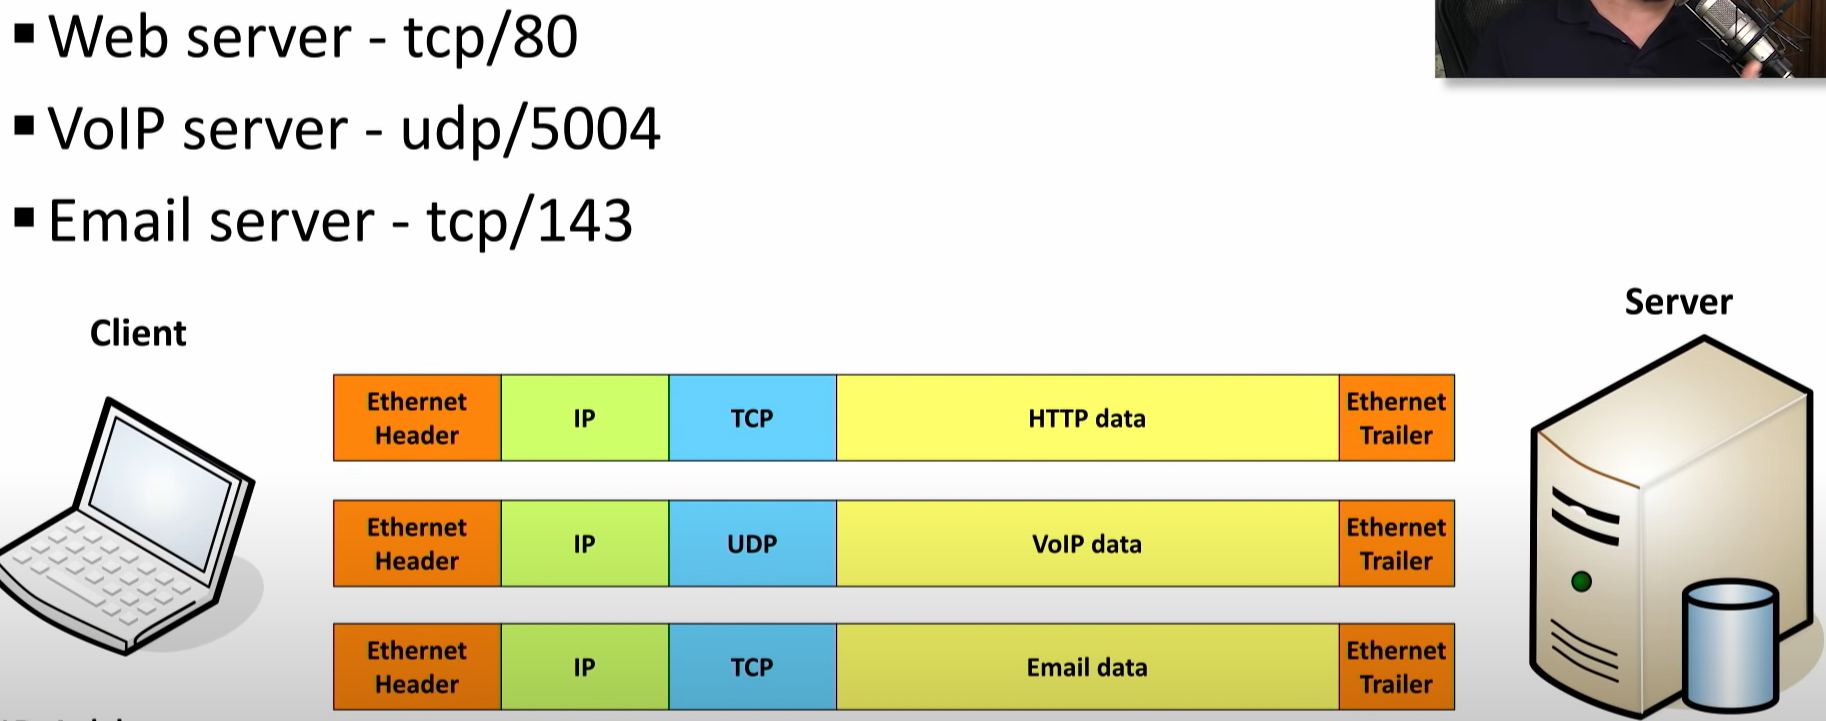 Web server - tcp/80
VoIP server - udp/5004
Email server - tcp/143
Client
Server
Ethernet Header IP TCP HTTP data Ethernet Trailer
Ethernet Header IP UDP VoIP data Ethernet Trailer
Ethernet Header IP TCP Email data Ethernet Trailer